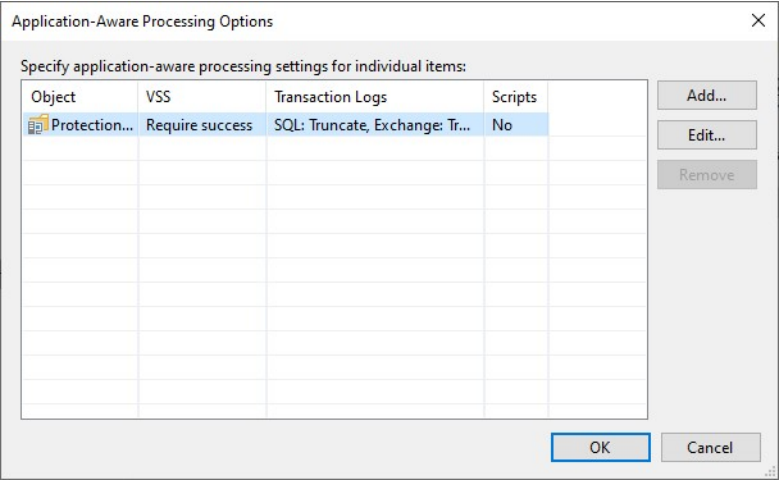 Application-Aware Processing Options
Specify application-aware processing settings for individual items:
Object VSS Transaction Logs Scripts
Protection... Require success SQL: Truncate, Exchange: Tr... No
Add...
Edit...
Remove
OK Cancel